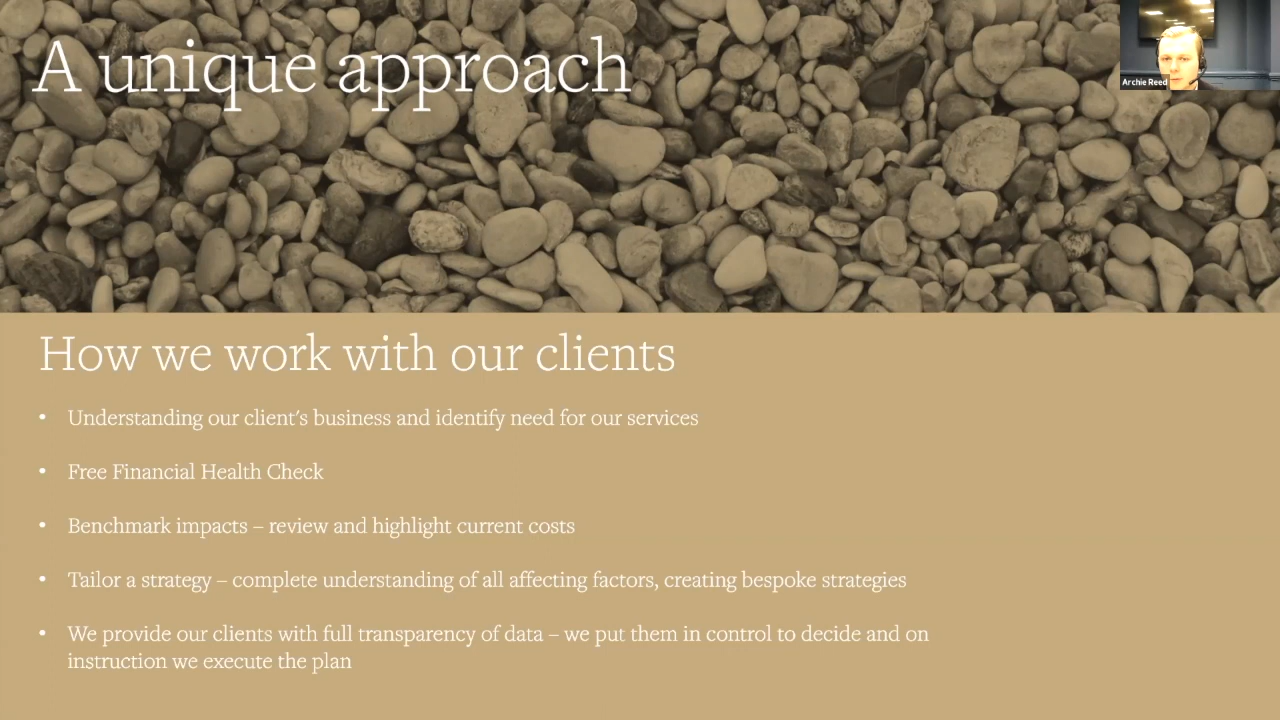 A unique approach
Archie Reed
How we work with our clients
• Understanding our client's business and identify need for our services
• Free Financial Health Check
• Benchmark impacts – review and highlight current costs
• Tailor a strategy – complete understanding of all affecting factors, creating bespoke strategies
• We provide our clients with full transparency of data – we put them in control to decide and on
instruction we execute the plan